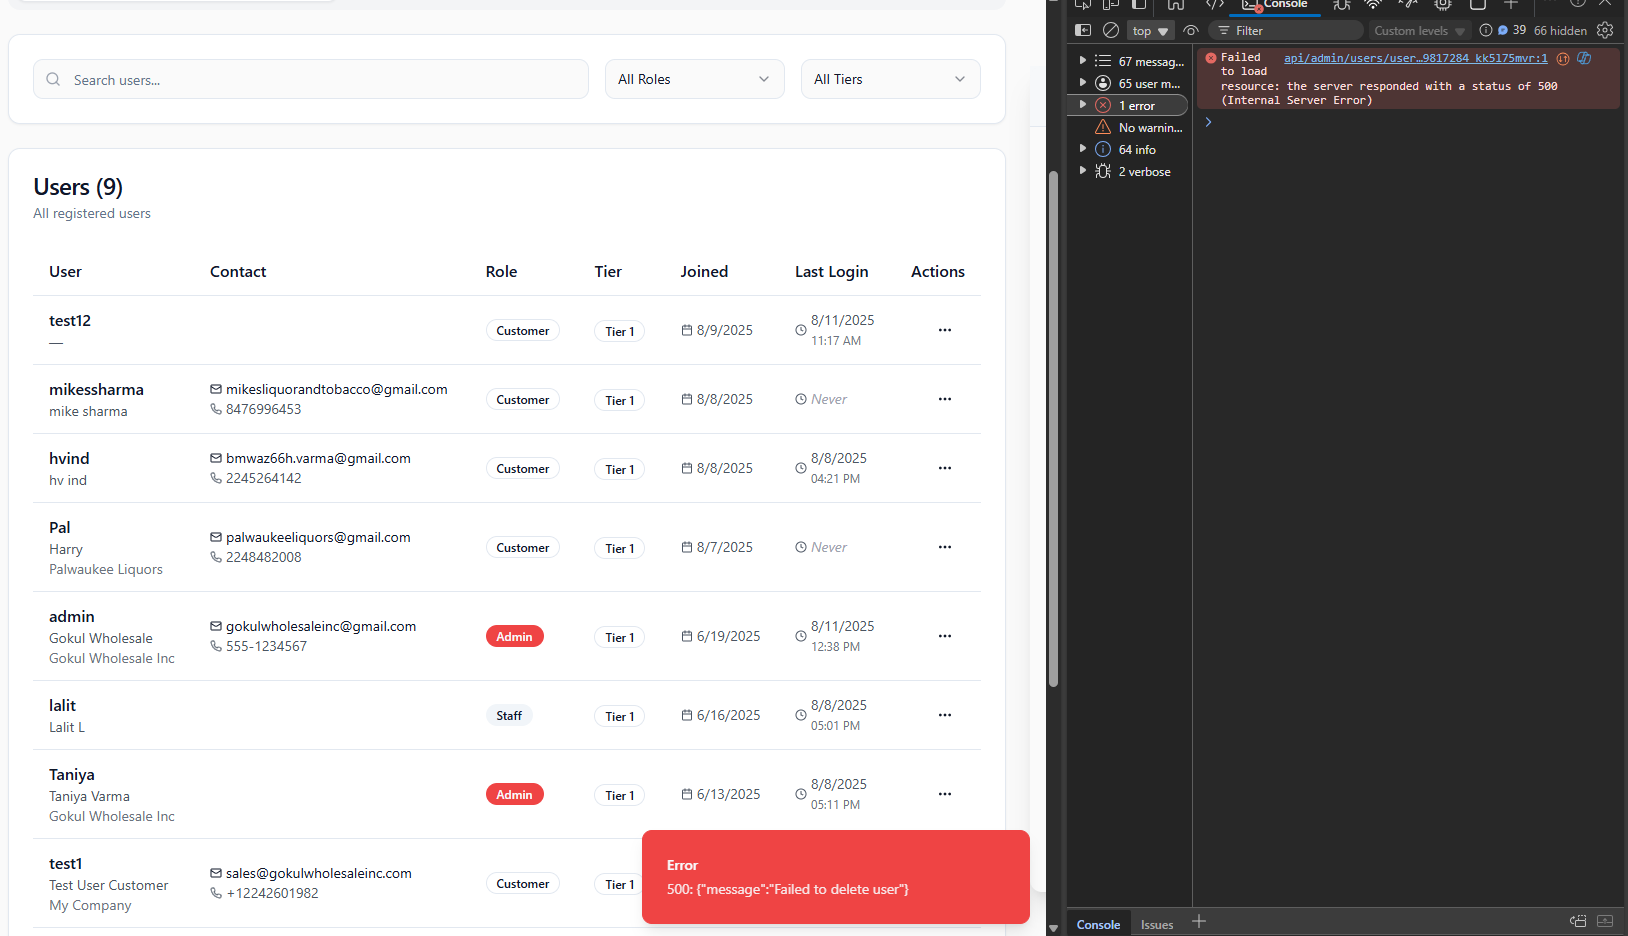 Search users...
All Roles
All Tiers
Users (9)
All registered users
User Contact Role Tier Joined Last Login Actions
test12
—
Customer
Tier 1
8/9/2025
8/11/2025
11:17 AM
mikessharma
mike sharma
mikesliquorandtobacco@gmail.com
8476996453
Customer
Tier 1
8/8/2025
Never
hvind
hv ind
bmwaz66h.varma@gmail.com
2245264142
Customer
Tier 1
8/8/2025
8/8/2025
04:21 PM
Pal
Harry
Palwaukee Liquors
palwaukeeliquors@gmail.com
2248482008
Customer
Tier 1
8/7/2025
Never
admin
Gokul Wholesale
Gokul Wholesale Inc
gokulwholesaleinc@gmail.com
555-1234567
Admin
Tier 1
6/19/2025
8/11/2025
12:38 PM
lalit
Lalit L
Staff
Tier 1
6/16/2025
8/8/2025
05:01 PM
Taniya
Taniya Varma
Gokul Wholesale Inc
Admin
Tier 1
6/13/2025
8/8/2025
05:11 PM
test1
Test User Customer
My Company
sales@gokulwholesaleinc.com
+12242601982
Customer
Tier 1
Error
500: {"message":"Failed to delete user"}
Console
top
Filter
Custom levels
39
66 hidden
67 messag...
65 user m...
1 error
No warnin...
64 info
2 verbose
Failed api/admin/users/user…9817284_kk5175mvr:1
to load
resource: the server responded with a status of 500
(Internal Server Error)
Console
Issues